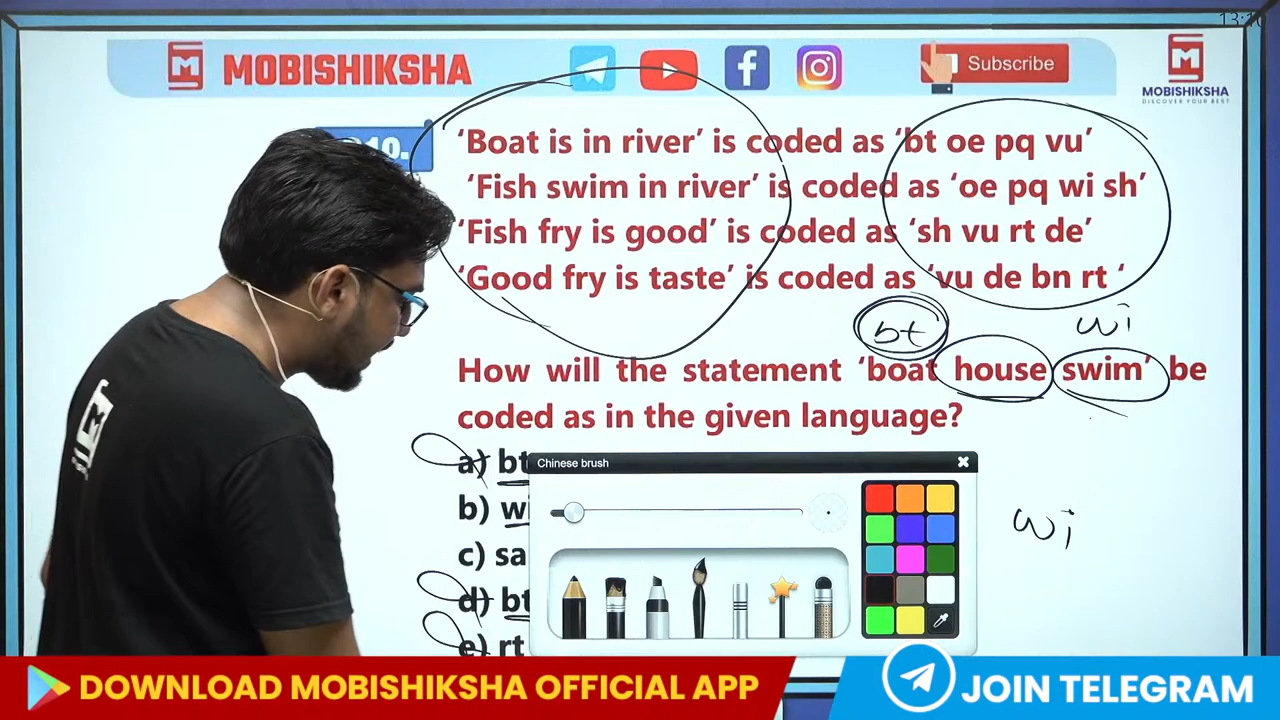 13:10
MOBISHIKSHA
Subscribe
MOBISHIKSHA
DISCOVER YOUR BEST
10.
‘Boat is in river’ is coded as ‘bt oe pq vu’
‘Fish swim in river’ is coded as ‘oe pq wi sh’
‘Fish fry is good’ is coded as ‘sh vu rt de’
‘Good fry is taste’ is coded as ‘vu de bn rt ‘
bt
wi
How will the statement ‘boat house swim’ be
coded as in the given language?
a) bt
Chinese brush
b) wi
wi
c) sa
d) bt
e) rt
DOWNLOAD MOBISHIKSHA OFFICIAL APP
JOIN TELEGRAM